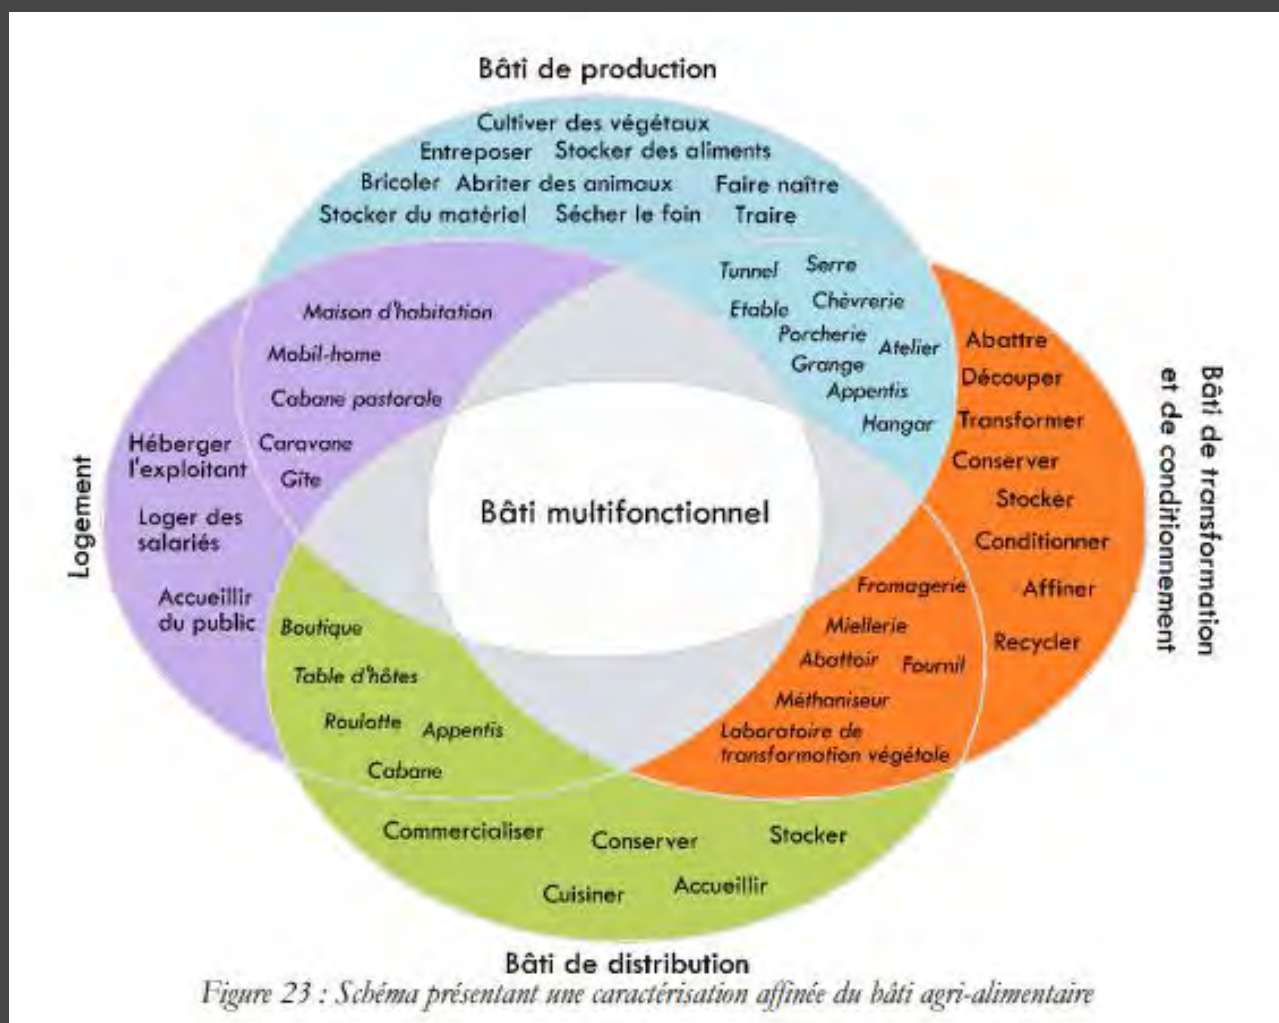 Bâti de production
Cultiver des végétaux
Entreposer Stocker des aliments
Bricoler Abriter des animaux Faire naître
Stocker du matériel Sécher le foin Traire
Tunnel Serre
Etable Chèvrerie
Porcherie Atelier
Grange
Appentis
Hangar
Maison d'habitation
Mobil-home
Cabane pastorale
Caravane
Gîte
Logement
Héberger
l'exploitant
Loger des
salariés
Accueillir
du public
Bâti multifonctionnel
Abattre
Découper
Transformer
Conserver
Stocker
Conditionner
Affiner
Recycler
Bâti de transformation
et de conditionnement
Fromagerie
Miellerie
Abattoir Fournil
Méthaniseur
Laboratoire de
transformation végétale
Boutique
Table d'hôtes
Roulotte Appentis
Cabane
Commercialiser Conserver Stocker
Cuisiner Accueillir
Bâti de distribution
Figure 23 : Schéma présentant une caractérisation affinée du bâti agri-alimentaire